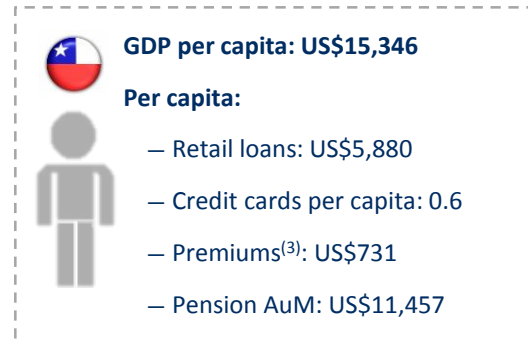 GDP per capita: US$15,346
Per capita:
— Retail loans: US$5,880
— Credit cards per capita: 0.6
— Premiums(3): US$731
— Pension AuM: US$11,457